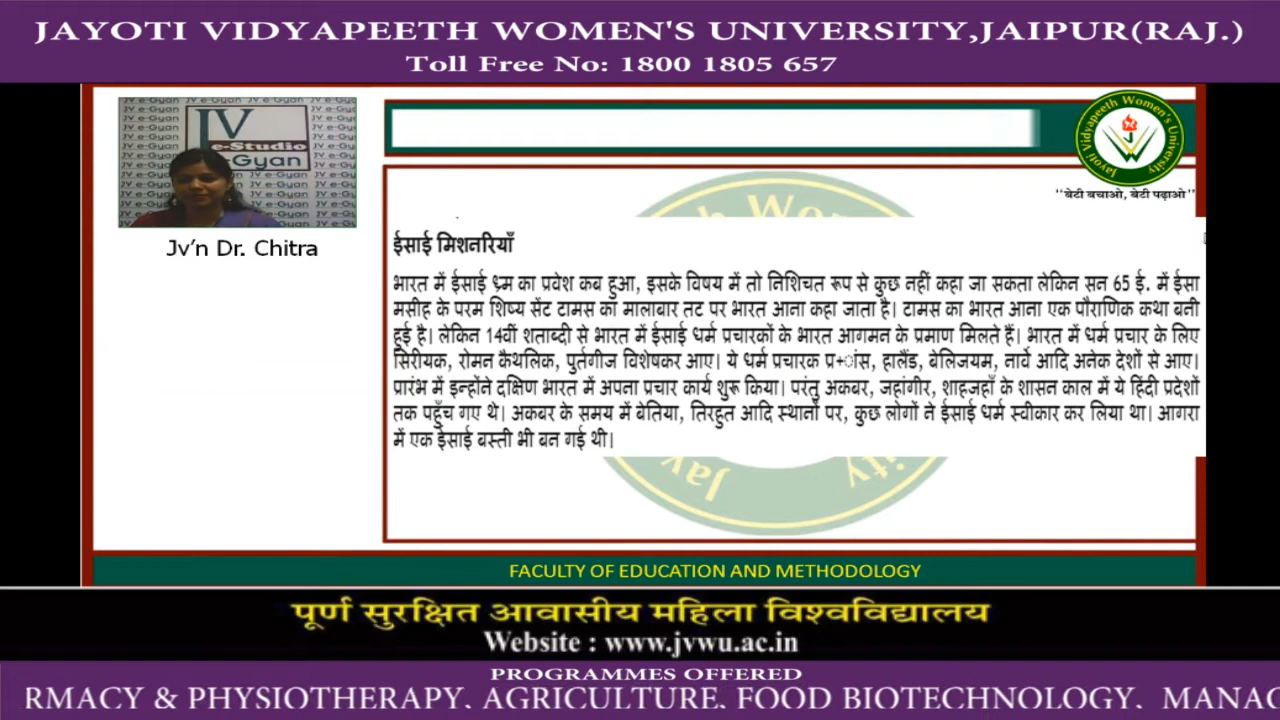 JAYOTI VIDYAPEETH WOMEN'S UNIVERSITY,JAIPUR(RAJ.)
Toll Free No: 1800 1805 657
JV
e-Studio
e-Gyan
Jv’n Dr. Chitra
Jayoti Vidyapeeth Women's University
"बेटी बचाओ, बेटी पढ़ाओ"
ईसाई मिशनरियाँ
भारत में ईसाई ध्र्म का प्रवेश कब हुआ, इसके विषय में तो निशिचत रूप से कुछ नहीं कहा जा सकता लेकिन सन 65 ई. में ईसा
मसीह के परम शिष्य सेंट टामस का मालाबार तट पर भारत आना कहा जाता है। टामस का भारत आना एक पौराणिक कथा बनी
हुई है। लेकिन 14वीं शताब्दी से भारत में ईसाई धर्म प्रचारकों के भारत आगमन के प्रमाण मिलते हैं। भारत में धर्म प्रचार के लिए
सिरीयक, रोमन कैथलिक, पुर्तगीज विशेषकर आए। ये धर्म प्रचारक प्र+ांस, हालैंड, बेलिजयम, नार्वे आदि अनेक देशों से आए।
प्रारंभ में इन्होंने दक्षिण भारत में अपना प्रचार कार्य शुरू किया। परंतु अकबर, जहांगीर, शाहजहाँ के शासन काल में ये हिंदी प्रदेशों
तक पहुँच गए थे। अकबर के समय में बेतिया, तिरहुत आदि स्थानों पर, कुछ लोगों ने ईसाई धर्म स्वीकार कर लिया था। आगरा
में एक ईसाई बस्ती भी बन गई थी।
FACULTY OF EDUCATION AND METHODOLOGY
पूर्ण सुरक्षित आवासीय महिला विश्वविद्यालय
Website : www.jvwu.ac.in
PROGRAMMES OFFERED
RMACY & PHYSIOTHERAPY, AGRICULTURE, FOOD BIOTECHNOLOGY, MANAG